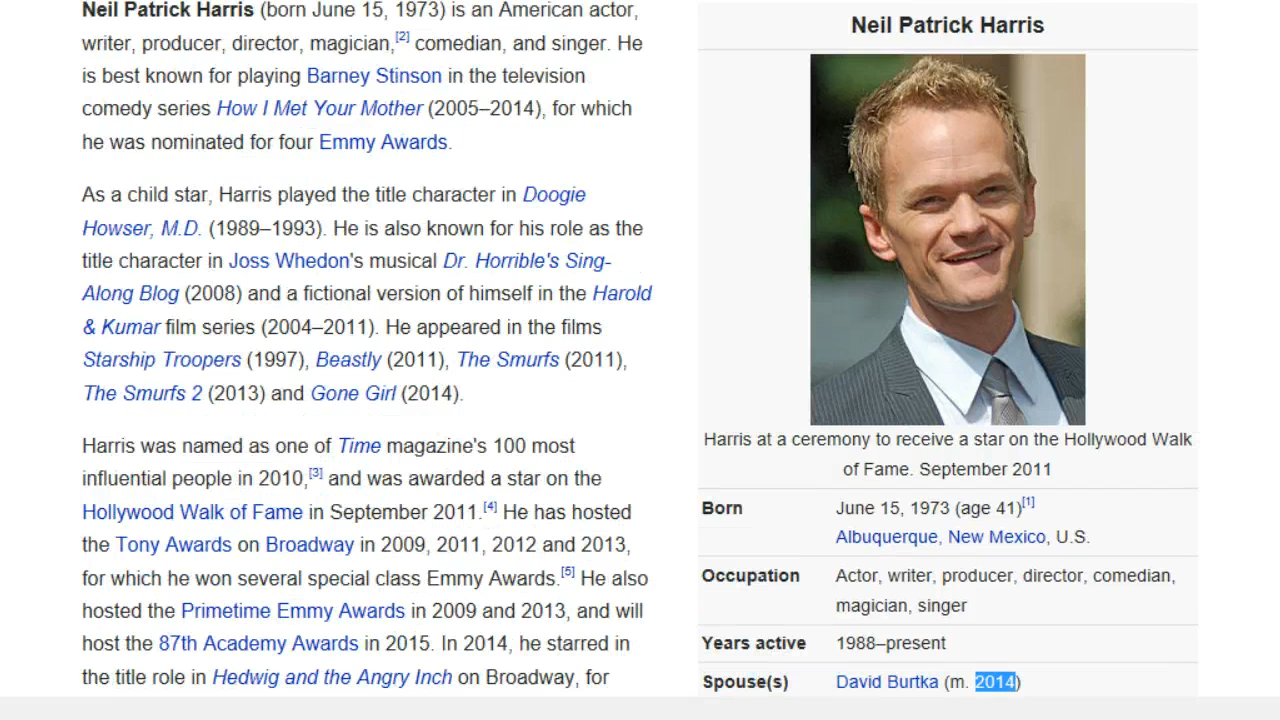 Neil Patrick Harris (born June 15, 1973) is an American actor,
writer, producer, director, magician,[2] comedian, and singer. He
is best known for playing Barney Stinson in the television
comedy series How I Met Your Mother (2005–2014), for which
he was nominated for four Emmy Awards.
As a child star, Harris played the title character in Doogie
Howser, M.D. (1989–1993). He is also known for his role as the
title character in Joss Whedon's musical Dr. Horrible's Sing-
Along Blog (2008) and a fictional version of himself in the Harold
& Kumar film series (2004–2011). He appeared in the films
Starship Troopers (1997), Beastly (2011), The Smurfs (2011),
The Smurfs 2 (2013) and Gone Girl (2014).
Harris was named as one of Time magazine's 100 most
influential people in 2010,[3] and was awarded a star on the
Hollywood Walk of Fame in September 2011.[4] He has hosted
the Tony Awards on Broadway in 2009, 2011, 2012 and 2013,
for which he won several special class Emmy Awards.[5] He also
hosted the Primetime Emmy Awards in 2009 and 2013, and will
host the 87th Academy Awards in 2015. In 2014, he starred in
the title role in Hedwig and the Angry Inch on Broadway, for
Neil Patrick Harris
Harris at a ceremony to receive a star on the Hollywood Walk
of Fame. September 2011
Born June 15, 1973 (age 41)[1]
Albuquerque, New Mexico, U.S.
Occupation Actor, writer, producer, director, comedian,
magician, singer
Years active 1988–present
Spouse(s) David Burtka (m. 2014)